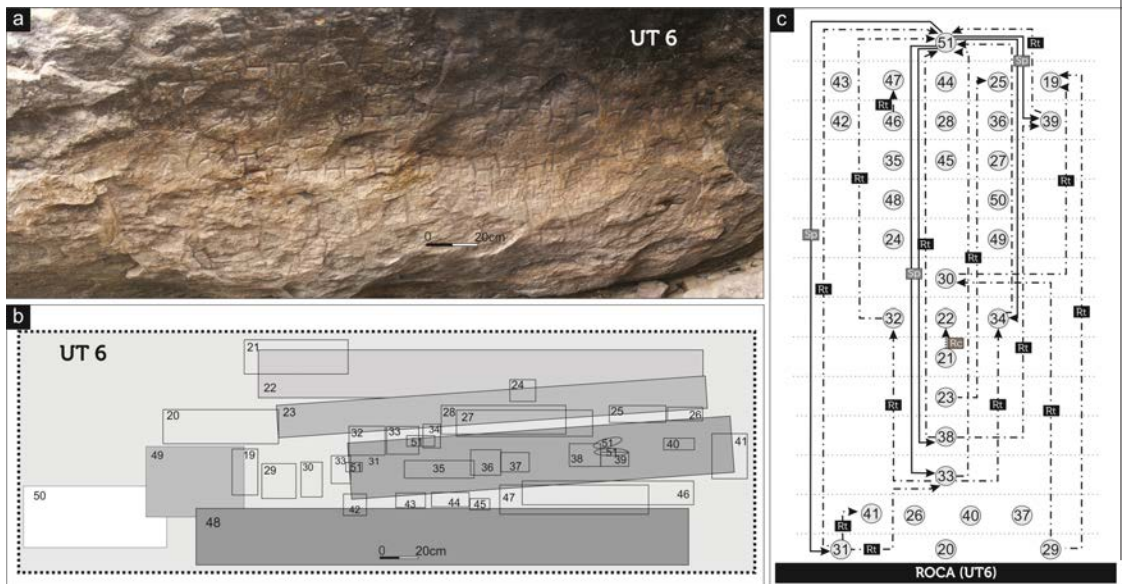 a
UT 6
0 20cm
b
UT 6
21
22
24
20
23
28
27
25
26
32
33
34
51
49
19
29
30
33
51
31
35
36
37
38
51
51
39
40
41
50
42
43
44
45
47
46
48
0 20cm
c
51
Rt
Sp
43 47 44 25 19
Rt
42 46 28 36 39
35 45 27
Rt Rt
48 50
Sp
24 49
Rt
Rt
Sp
30
Rt
Rt
32 22 34
Rt
Rc
21
Rt
23
Rt Rt Rt
38
33
41 26 40 37
Rt
31 Rt 20 29
ROCA (UT6)